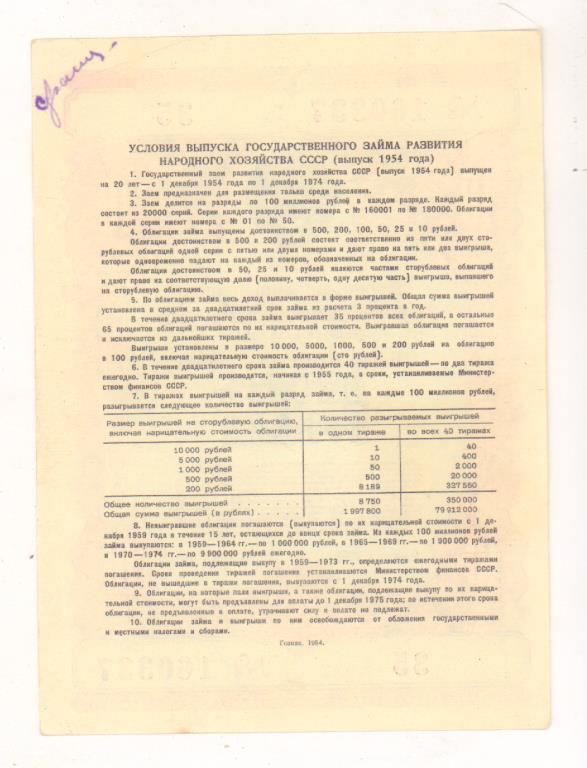 УСЛОВИЯ ВЫПУСКА ГОСУДАРСТВЕННОГО ЗАЙМА РАЗВИТИЯ
НАРОДНОГО ХОЗЯЙСТВА СССР (выпуск 1954 года)
1. Государственный заем развития народного хозяйства СССР (выпуск 1954 года) выпущен
на 20 лет—с 1 декабря 1954 года по 1 декабря 1974 года.
2. Заем предназначен для размещения только среди населения.
3. Заем делится на разряды по 100 миллионов рублей в каждом разряде. Каждый разряд
состоит из 20000 серий. Серии каждого разряда имеют номера с № 160001 по № 180000. Облигации
в каждой серии имеют номера с № 01 по № 50.
4. Облигации займа выпущены достоинством в 500, 200, 100, 50, 25 и 10 рублей.
Облигации достоинством в 500 и 200 рублей состоят соответственно из пяти или двух сто-
рублевых облигаций одной серии с пятью или двумя номерами и дают право на пять или два выигрыша,
которые одновременно падают на каждый из номеров, обозначенных на облигации.
Облигации достоинством в 50, 25 и 10 рублей являются частями сторублевых облигаций
и дают право на соответствующую долю (половину, четверть, одну десятую часть) выигрыша, выпавшего
на сторублевую облигацию.
5. По облигациям займа весь доход выплачивается в форме выигрышей. Общая сумма выигрышей
установлена в среднем за двадцатилетний срок займа из расчета 3 процента в год.
В течение двадцатилетнего срока займа выигрывает 35 процентов всех облигаций, а остальные
65 процентов облигаций погашаются по их нарицательной стоимости. Выигравшая облигация погашается
и исключается из дальнейших тиражей.
Выигрыши установлены в размере 10 000, 5000, 1000, 500 и 200 рублей на облигацию
в 100 рублей, включая нарицательную стоимость облигации (сто рублей).
6. В течение двадцатилетнего срока займа производится 40 тиражей выигрышей—по два тиража
ежегодно. Тиражи выигрышей производятся, начиная с 1955 года, в сроки, устанавливаемые Министер-
ством финансов СССР.
7. В тиражах выигрышей на каждый разряд займа, т. е. на каждые 100 миллионов рублей,
разыгрывается следующее количество выигрышей:
Размер выигрышей на сторублевую облигацию, включая нарицательную стоимость облигации
Количество разыгрываемых выигрышей
в одном тираже во всех 40 тиражах
10 000 рублей 1 40
5 000 рублей 10 400
1 000 рублей 50 2 000
500 рублей 500 20 000
200 рублей 8 189 327 560
Общее количество выигрышей . . . . . . . . 8 750 350 000
Общая сумма выигрышей (в рублях) . . . . . 1 997 800 79 912 000
8. Невыигравшие облигации погашаются (выкупаются) по их нарицательной стоимости с 1 де-
кабря 1959 года в течение 15 лет, остающихся до конца срока займа. Из каждых 100 миллионов рублей
займа выкупаются: в 1959—1964 гг.—по 1 000 000 рублей, в 1965—1969 гг.—по 1 900 000 рублей,
в 1970—1974 гг.—по 9 900 000 рублей ежегодно.
Облигации займа, подлежащие выкупу в 1959—1973 гг., определяются ежегодными тиражами
погашения. Сроки проведения тиражей погашения устанавливаются Министерством финансов СССР.
Облигации, не вышедшие в тиражи погашения, выкупаются с 1 декабря 1974 года.
9. Облигации, на которые пали выигрыши, а также облигации, подлежащие выкупу по их нарица-
тельной стоимости, могут быть предъявлены для оплаты до 1 декабря 1975 года; по истечении этого срока
облигации, не предъявленные к оплате, утрачивают силу и оплате не подлежат.
10. Облигации займа и выигрыши по ним освобождаются от обложения государственными
и местными налогами и сборами.
Гознак. 1954.